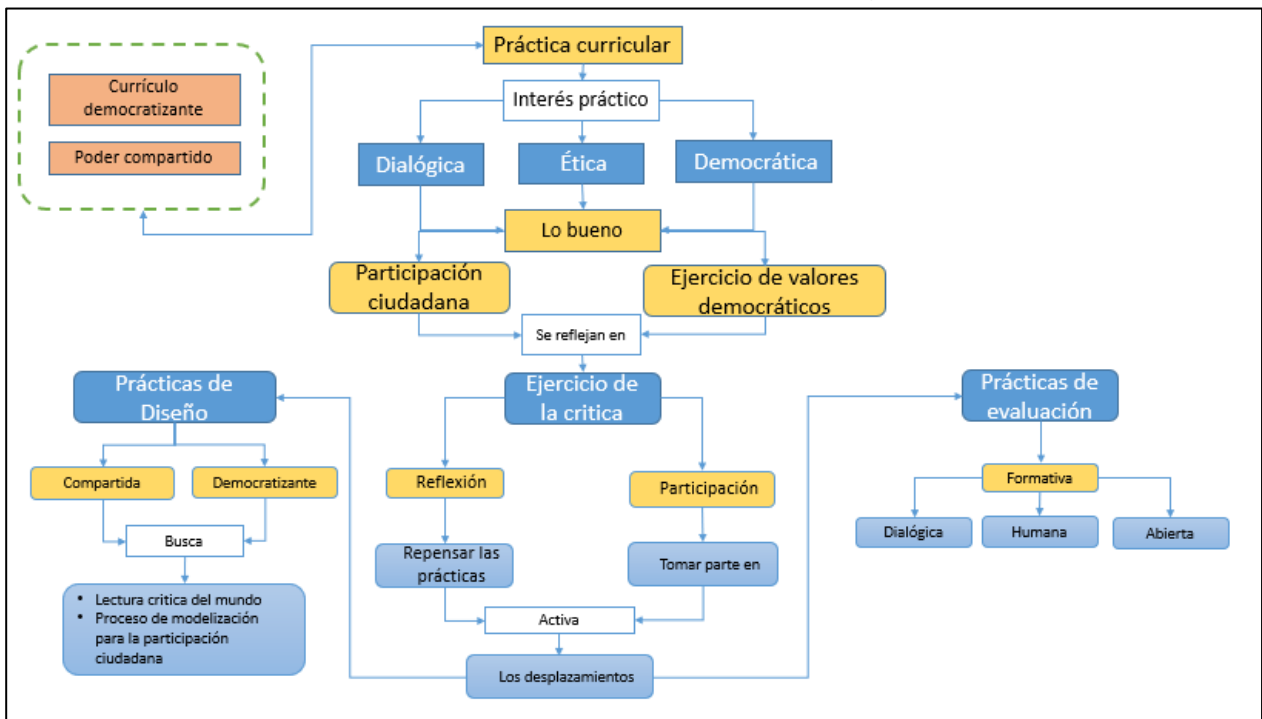 Práctica curricular
Currículo
democratizante
Poder compartido
Interés práctico
Dialógica
Ética
Democrática
Lo bueno
Participación
ciudadana
Ejercicio de valores
democráticos
Se reflejan en
Prácticas de
Diseño
Ejercicio de
la critica
Prácticas de
evaluación
Compartida
Democratizante
Reflexión
Participación
Formativa
Dialógica
Humana
Abierta
Busca
Repensar las
prácticas
Tomar parte en
• Lectura critica del mundo
• Proceso de modelización
para la participación
ciudadana
Activa
Los desplazamientos